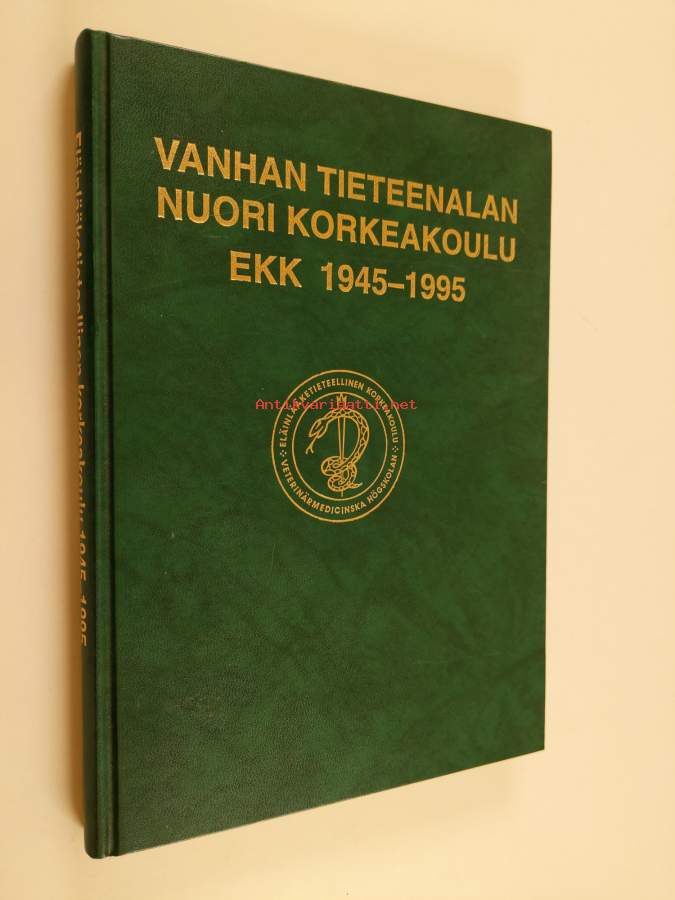 VANHAN TIETEENALAN
NUORI KORKEAKOULU
EKK 1945–1995
ELÄINLÄÄKETIETEELLINEN KORKEAKOULU
VETERINÄRMEDICINSKA HÖGSKOLAN
Antikvariaatti.net
Eläinlääketieteellinen korkeakoulu 1945–1995